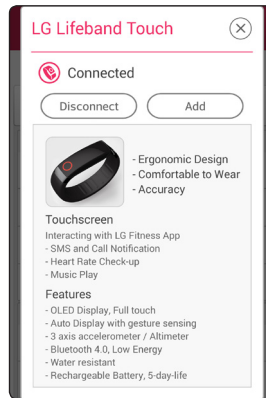 LG Lifeband Touch
Connected
Disconnect
Add
- Ergonomic Design
- Comfortable to Wear
- Accuracy
Touchscreen
Interacting with LG Fitness App
- SMS and Call Notification
- Heart Rate Check-up
- Music Play
Features
- OLED Display, Full touch
- Auto Display with gesture sensing
- 3 axis accelerometer / Altimeter
- Bluetooth 4.0, Low Energy
- Water resistant
- Rechargeable Battery, 5-day-life